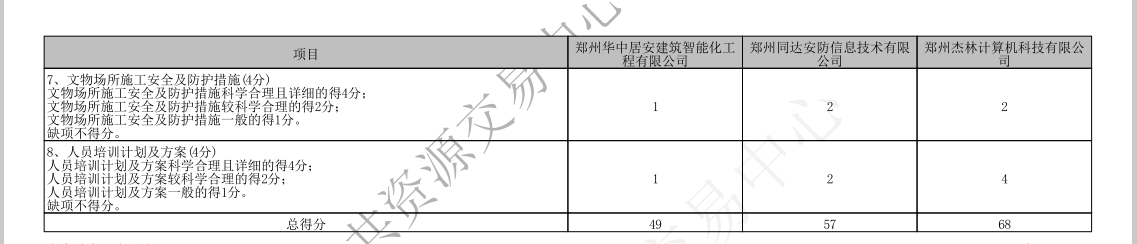 项目
郑州华中居安建筑智能化工
程有限公司
郑州同达安防信息技术有限
公司
郑州杰林计算机科技有限公
司
7、文物场所施工安全及防护措施(4分)
文物场所施工安全及防护措施科学合理且详细的得4分;
文物场所施工安全及防护措施较科学合理的得2分;
文物场所施工安全及防护措施一般的得1分。
缺项不得分。
1
2
2
8、人员培训计划及方案(4分)
人员培训计划及方案科学合理且详细的得4分;
人员培训计划及方案较科学合理的得2分;
人员培训计划及方案一般的得1分。
缺项不得分。
1
2
4
总得分
49
57
68
共资源交易中心
易中心